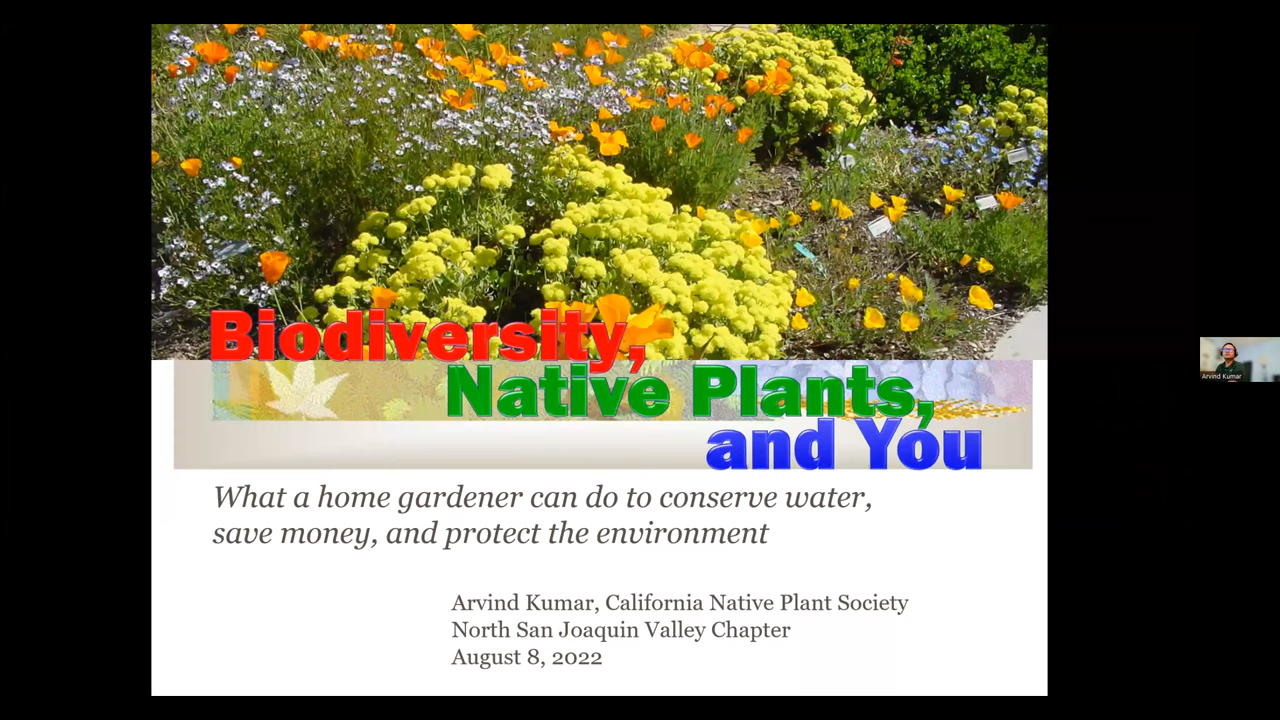 Biodiversity,
Native Plants,
and You
What a home gardener can do to conserve water,
save money, and protect the environment
Arvind Kumar, California Native Plant Society
North San Joaquin Valley Chapter
August 8, 2022
Arvind Kumar